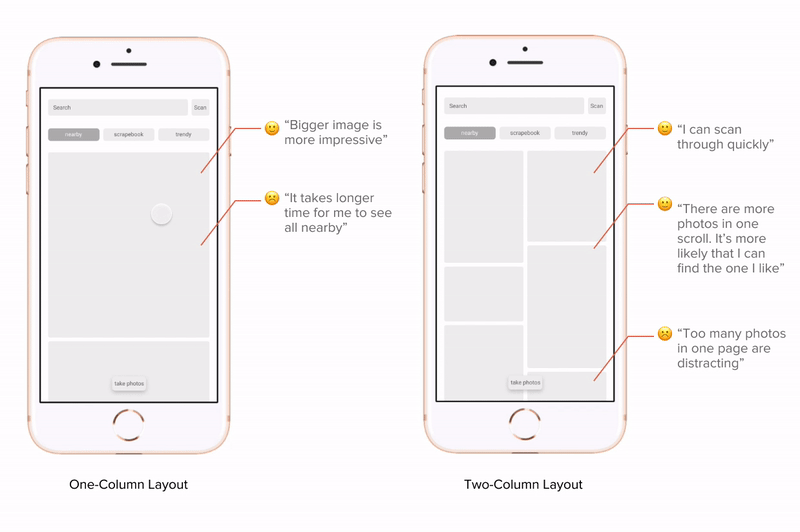 Search
Scan
nearby
scrapebook
trendy
“Bigger image is
more impressive”
“It takes longer
time for me to see
all nearby”
take photos
One-Column Layout
Search
Scan
nearby
scrapebook
trendy
“I can scan
through quickly”
“There are more
photos in one
scroll. It’s more
likely that I can
find the one I like”
“Too many photos
in one page are
distracting”
take photos
Two-Column Layout